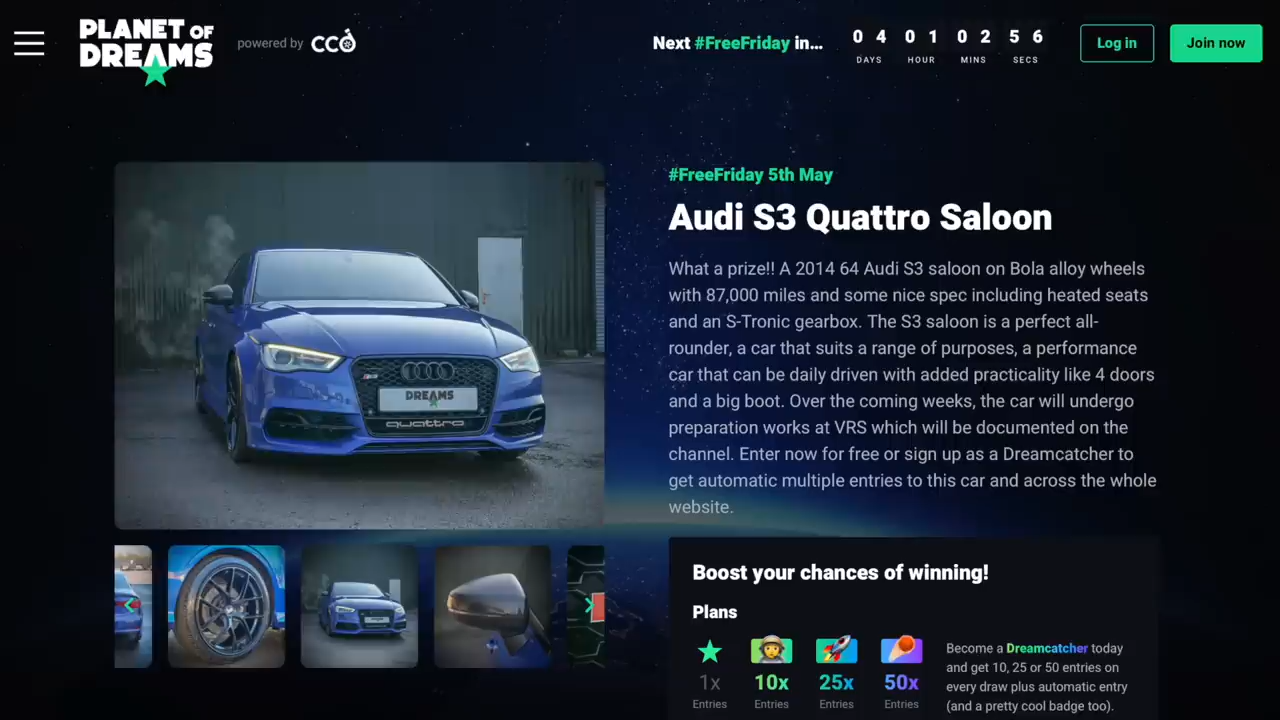 PLANET OF
DREAMS
powered by CCO
Next #FreeFriday in...
04 01 02 56
DAYS HOUR MINS SECS
Log in
Join now
#FreeFriday 5th May
Audi S3 Quattro Saloon
What a prize!! A 2014 64 Audi S3 saloon on Bola alloy wheels
with 87,000 miles and some nice spec including heated seats
and an S-Tronic gearbox. The S3 saloon is a perfect all-
rounder, a car that suits a range of purposes, a performance
car that can be daily driven with added practicality like 4 doors
and a big boot. Over the coming weeks, the car will undergo
preparation works at VRS which will be documented on the
channel. Enter now for free or sign up as a Dreamcatcher to
get automatic multiple entries to this car and across the whole
website.
DREAMS
quattro
Boost your chances of winning!
Plans
1x 10x 25x 50x
Entries Entries Entries Entries
Become a Dreamcatcher today
and get 10, 25 or 50 entries on
every draw plus automatic entry
(and a pretty cool badge too).